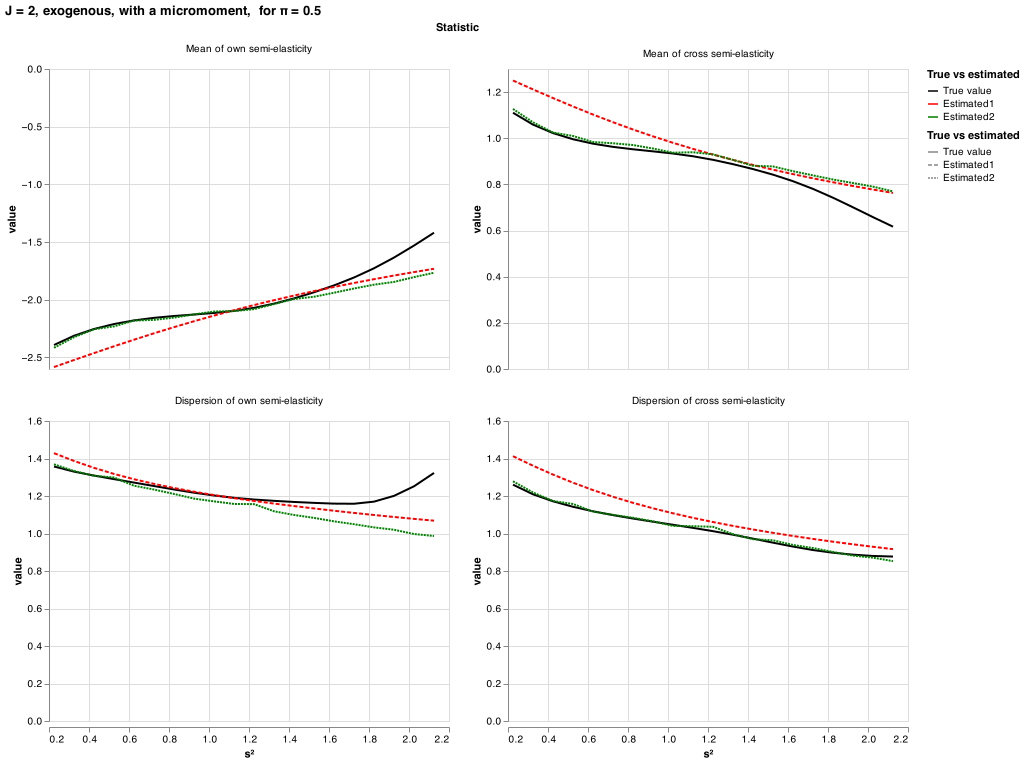 J = 2, exogenous, with a micromoment, for π = 0.5
Statistic
Mean of own semi-elasticity
0.0
−0.5
−1.0
−1.5
−2.0
−2.5
value
Mean of cross semi-elasticity
1.2
1.0
0.8
0.6
0.4
0.2
0.0
value
True vs estimated
True value
Estimated1
Estimated2
True vs estimated
True value
Estimated1
Estimated2
Dispersion of own semi-elasticity
1.6
1.4
1.2
1.0
0.8
0.6
0.4
0.2
0.0
value
0.2 0.4 0.6 0.8 1.0 1.2 1.4 1.6 1.8 2.0 2.2
s²
Dispersion of cross semi-elasticity
1.6
1.4
1.2
1.0
0.8
0.6
0.4
0.2
0.0
value
0.2 0.4 0.6 0.8 1.0 1.2 1.4 1.6 1.8 2.0 2.2
s²